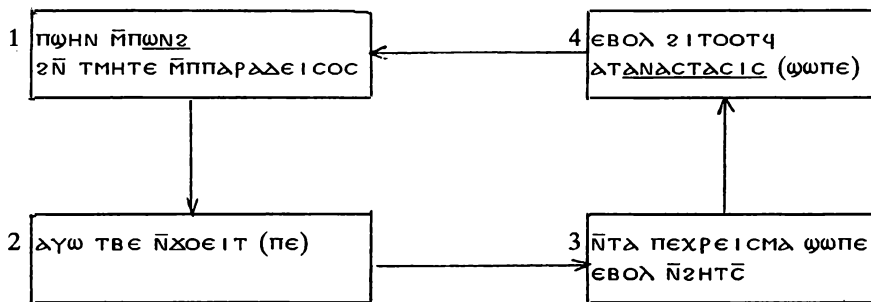 1 ⲡϣⲏⲛ ⲙ̄ⲡⲱⲛϩ
ϩⲛ̄ ⲧⲙⲏⲧⲉ ⲙ̄ⲡⲡⲁⲣⲁⲇⲉⲓⲥⲟⲥ
4 ⲉⲃⲟⲗ ϩⲓⲧⲟⲟⲧϥ
ⲁⲧⲁⲛⲁⲥⲧⲁⲥⲓⲥ (ϣⲱⲡⲉ)
2 ⲁⲩⲱ ⲧⲃⲉ ⲛ̄ϫⲟⲉⲓⲧ (ⲡⲉ)
3 ⲛ̄ⲧⲁ ⲡⲉⲭⲣⲉⲓⲥⲙⲁ ϣⲱⲡⲉ
ⲉⲃⲟⲗ ⲛ̄ϩⲏⲧⲥ̄